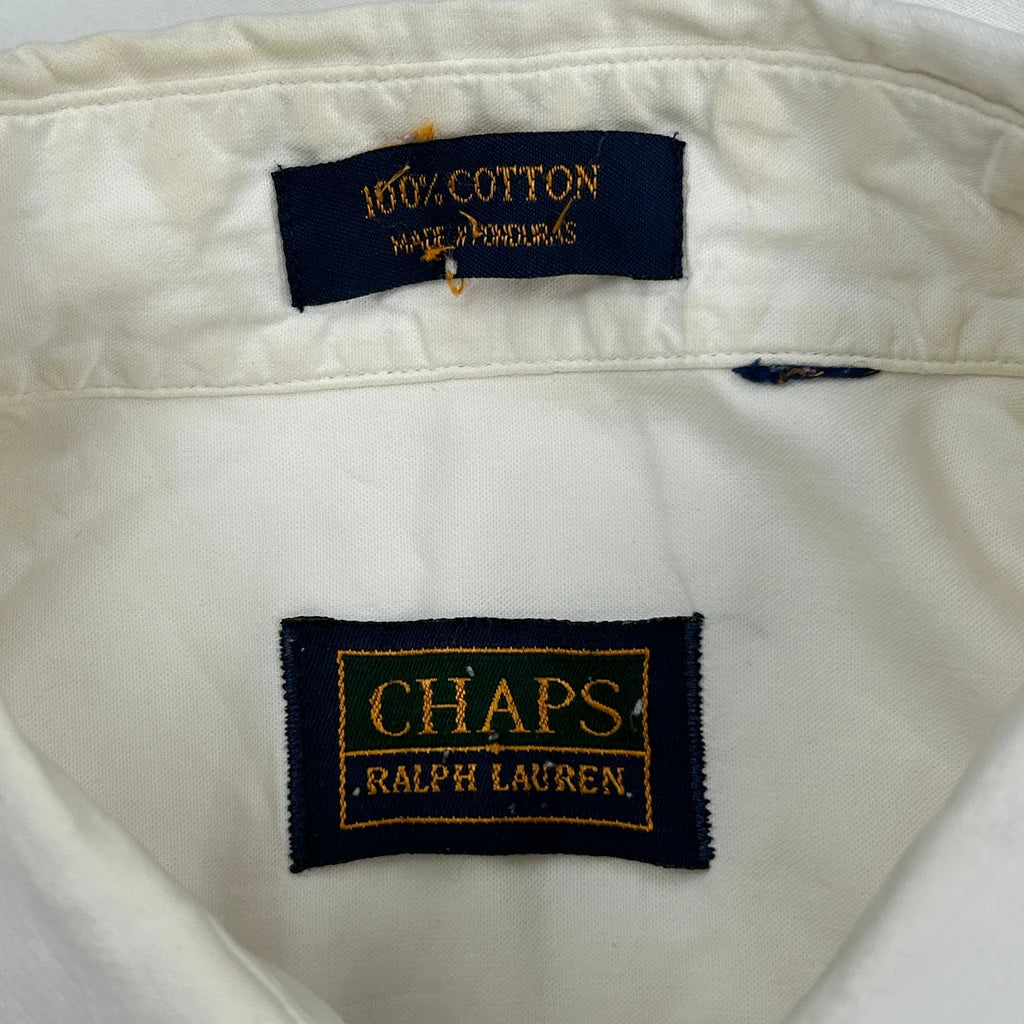 100% COTTON
MADE IN HONDURAS
CHAPS
RALPH LAUREN